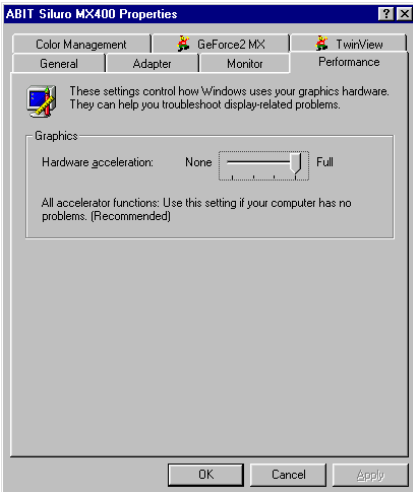 ABIT Siluro MX400 Properties
Color Management
GeForce2 MX
TwinView
General
Adapter
Monitor
Performance
These settings control how Windows uses your graphics hardware.
They can help you troubleshoot display-related problems.
Graphics
Hardware acceleration:
None
Full
All accelerator functions: Use this setting if your computer has no
problems. (Recommended)
OK
Cancel
Apply